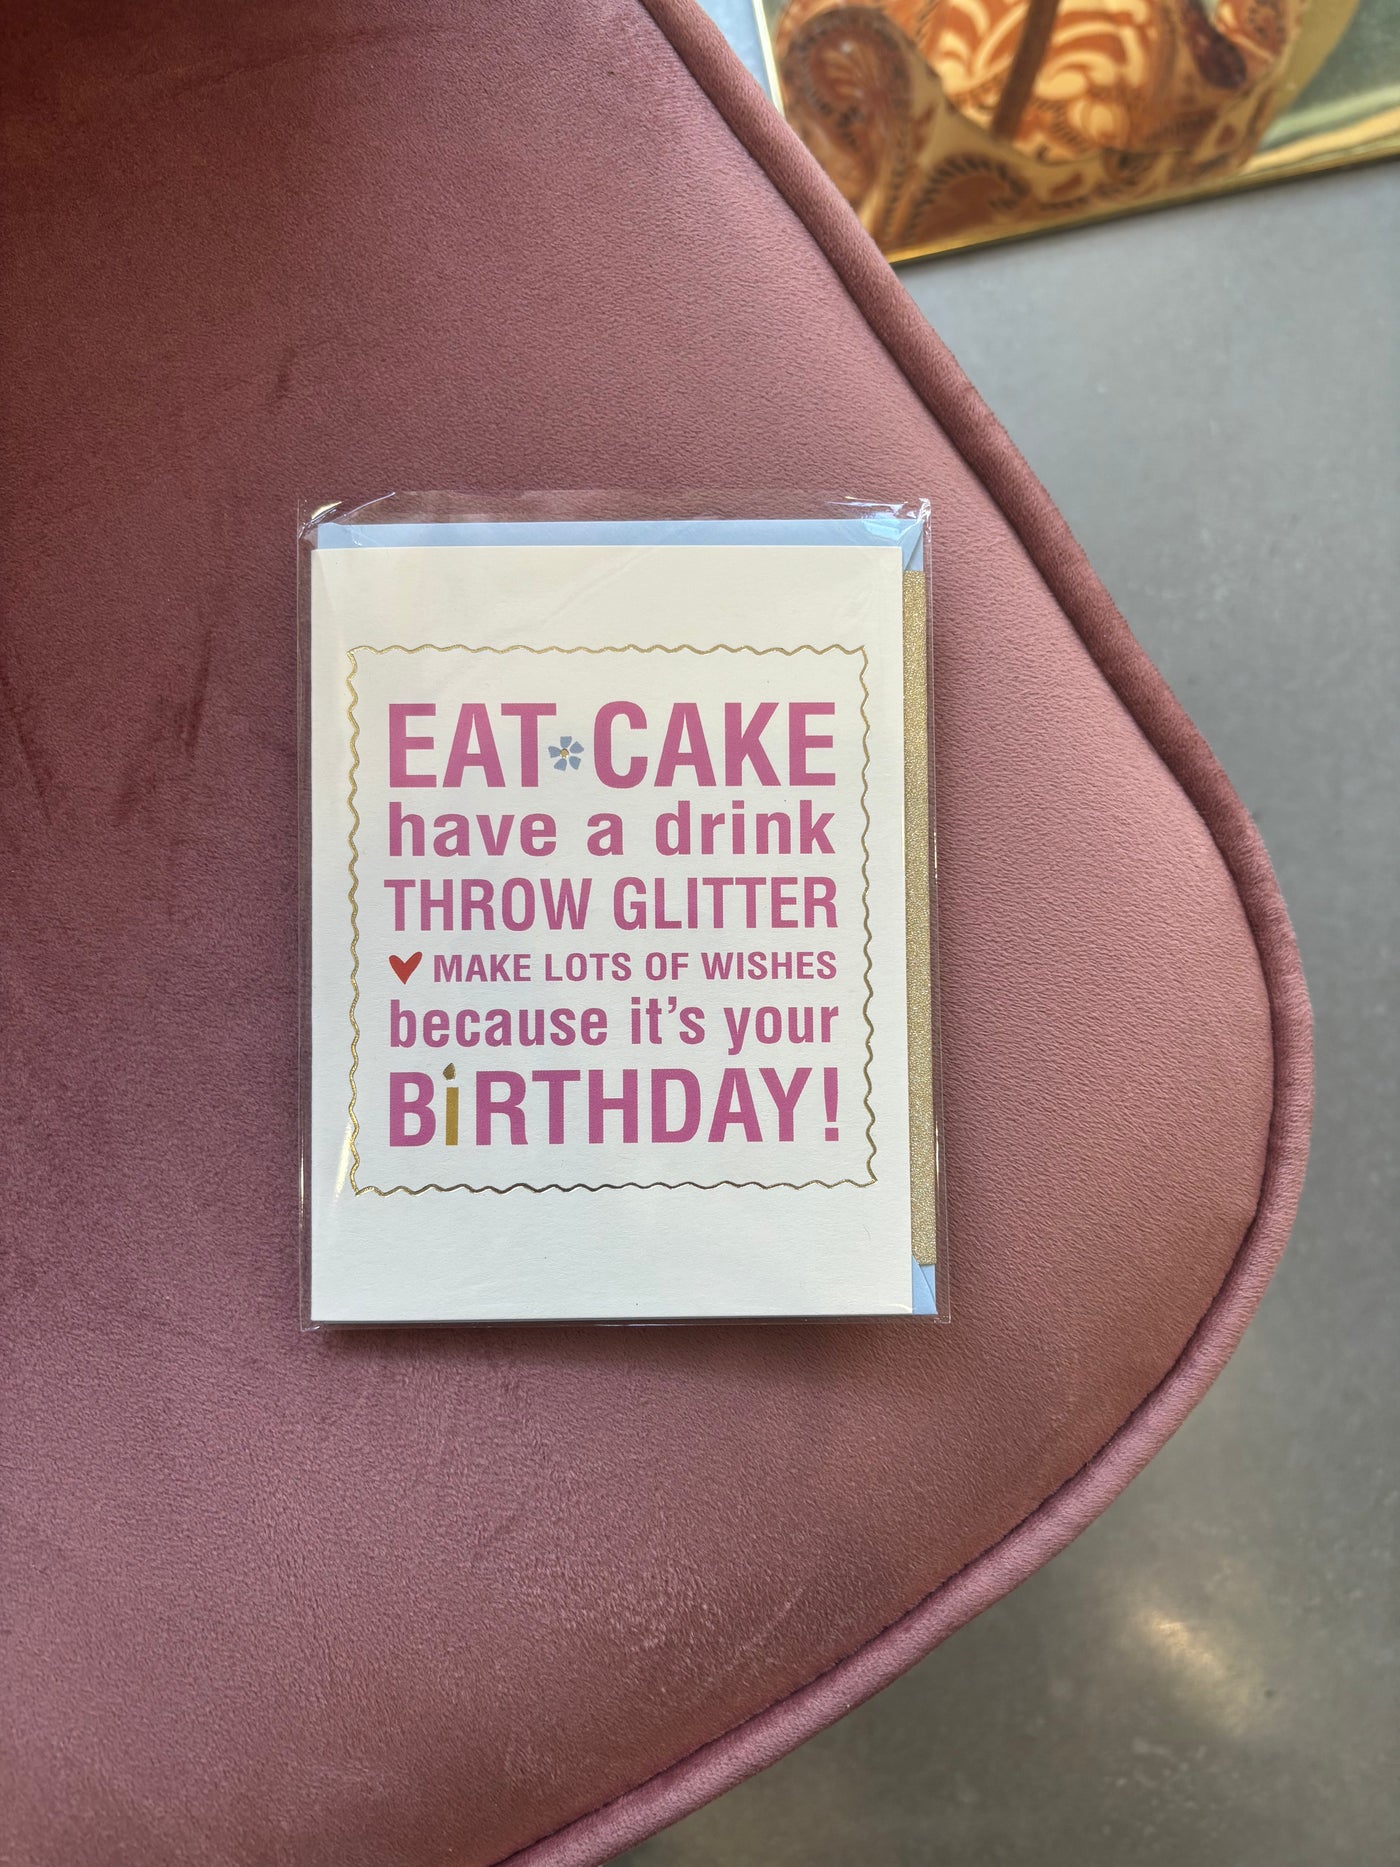 EAT CAKE
have a drink
THROW GLITTER
MAKE LOTS OF WISHES
because it's your
BiRTHDAY!